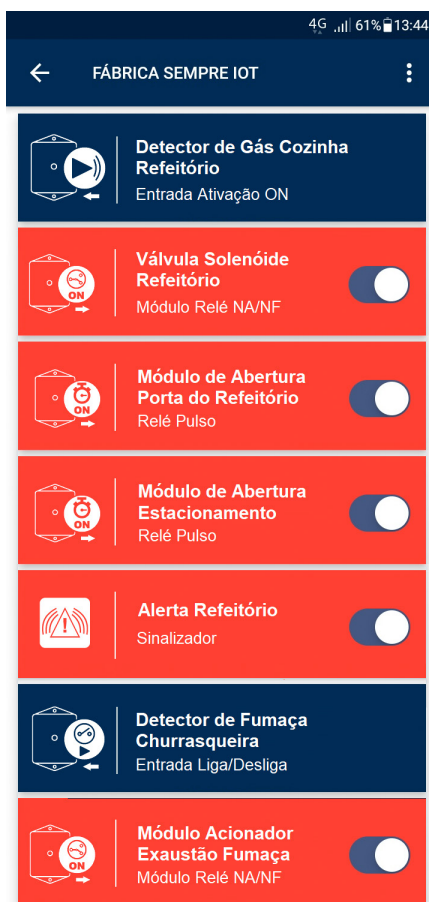 4G 61% 13:44
FÁBRICA SEMPRE IOT
Detector de Gás Cozinha
Refeitório
Entrada Ativação ON
Válvula Solenóide
Refeitório
ON
Módulo Relé NA/NF
Módulo de Abertura
Porta do Refeitório
ON
Relé Pulso
Módulo de Abertura
Estacionamento
ON
Relé Pulso
Alerta Refeitório
Sinalizador
Detector de Fumaça
Churrasqueira
Entrada Liga/Desliga
Módulo Acionador
Exaustão Fumaça
ON
Módulo Relé NA/NF